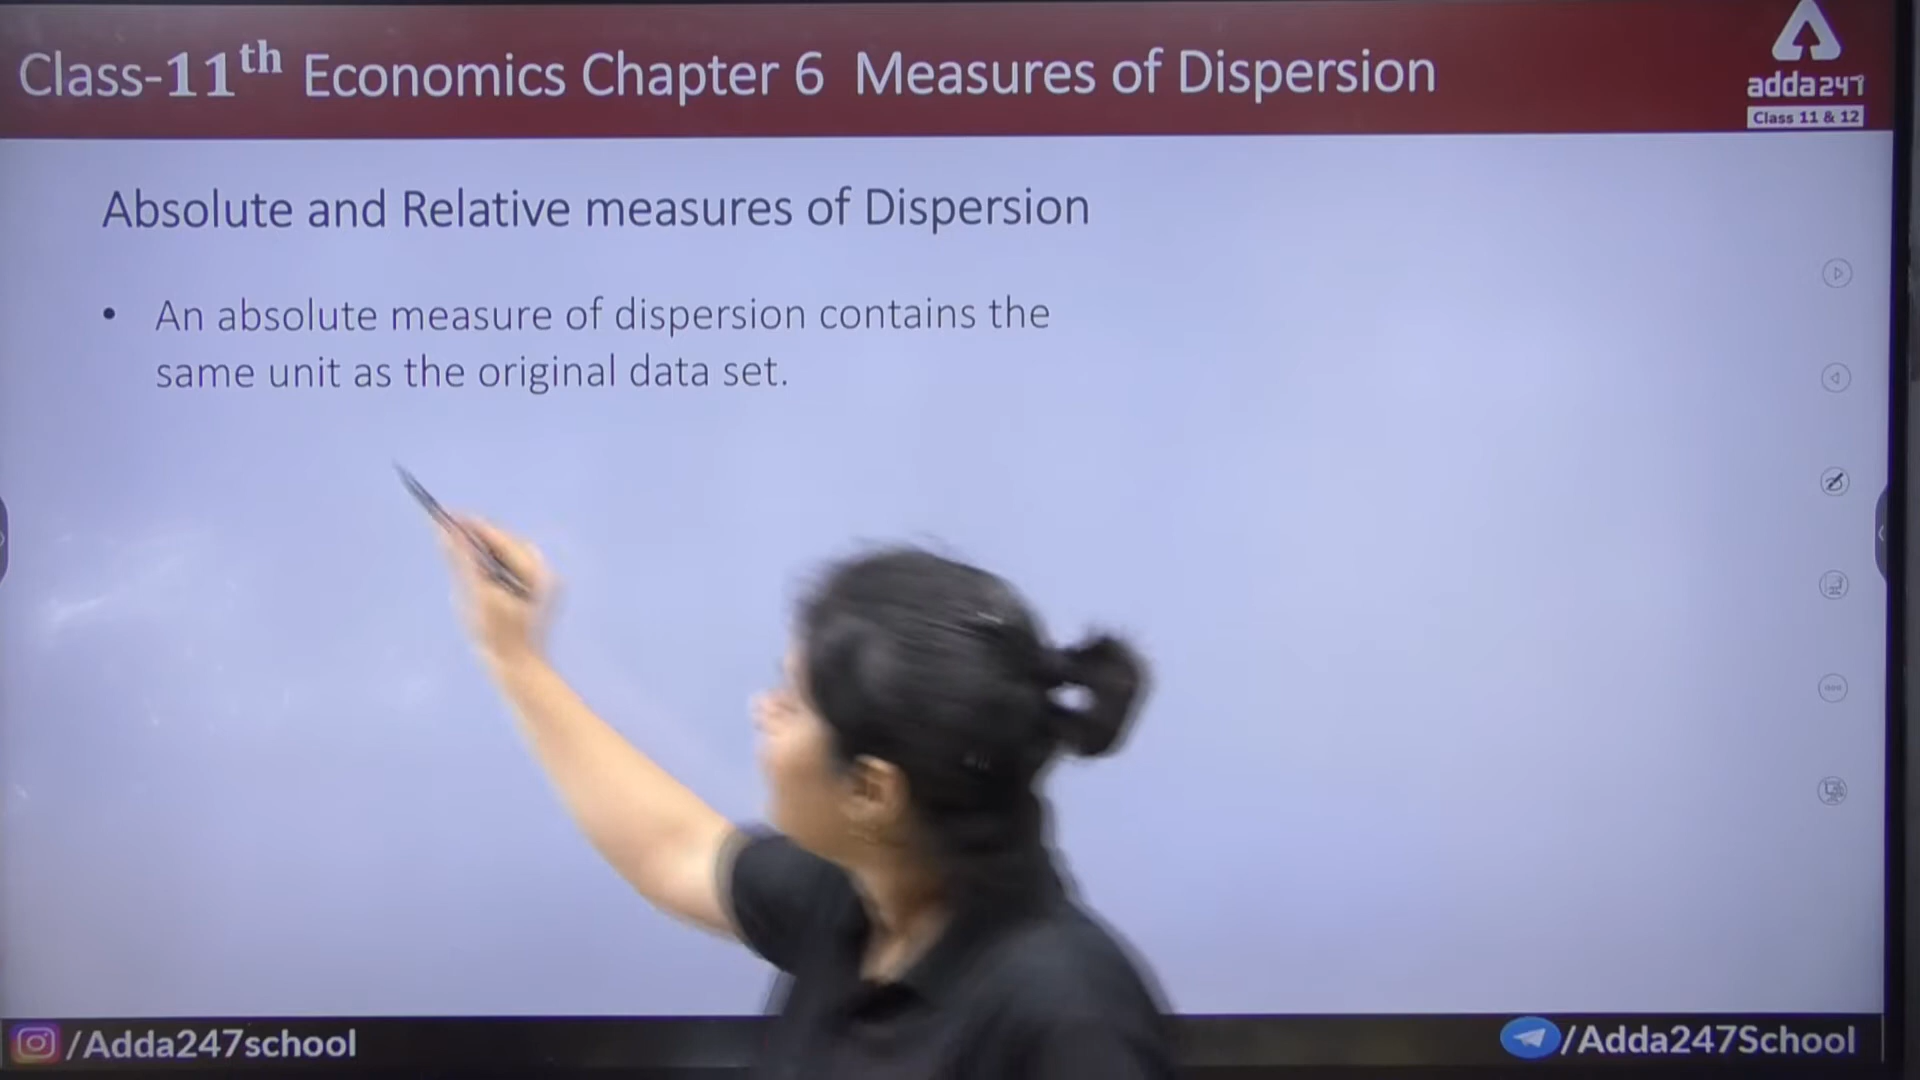 Class-11th Economics Chapter 6 Measures of Dispersion
adda247
Class 11 & 12
Absolute and Relative measures of Dispersion
• An absolute measure of dispersion contains the
same unit as the original data set.
/Adda247school
/Adda247School